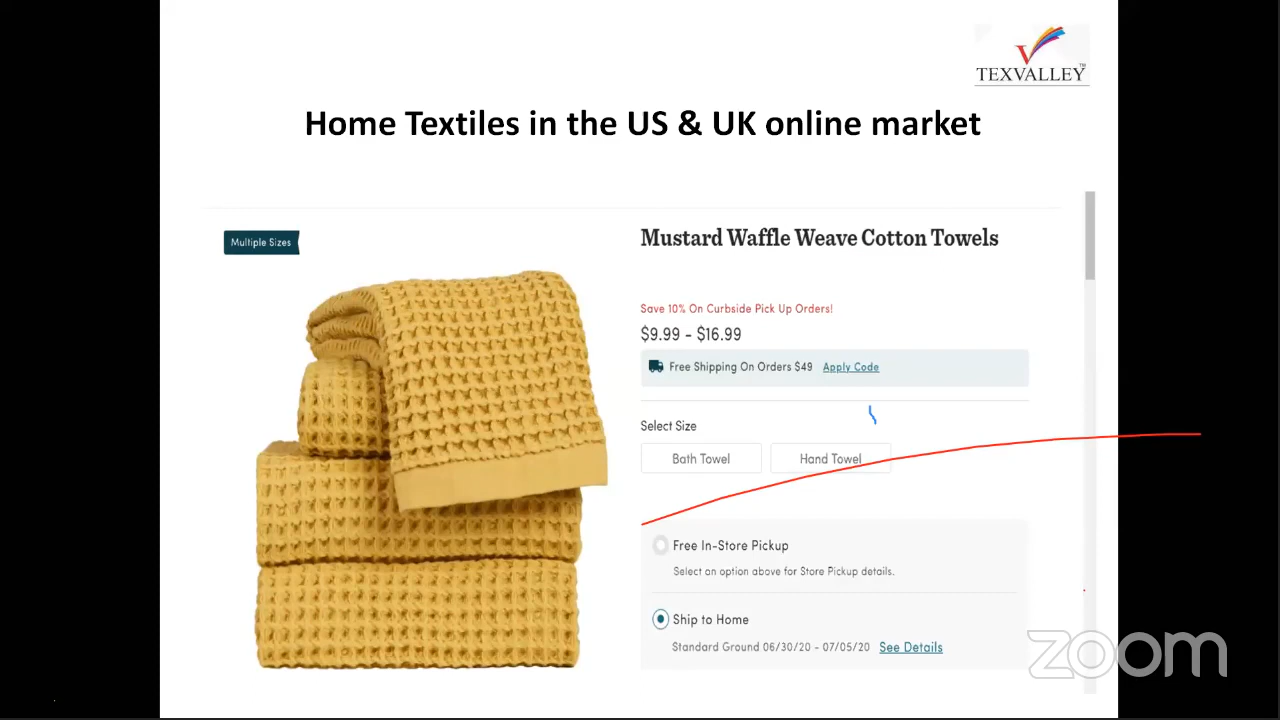 TEXVALLEY™
Home Textiles in the US & UK online market
Multiple Sizes
Mustard Waffle Weave Cotton Towels
Save 10% On Curbside Pick Up Orders!
$9.99 - $16.99
Free Shipping On Orders $49 Apply Code
Select Size
Bath Towel Hand Towel
Free In-Store Pickup
Select an option above for Store Pickup details.
Ship to Home
Standard Ground 06/30/20 - 07/05/20 See Details
zoom